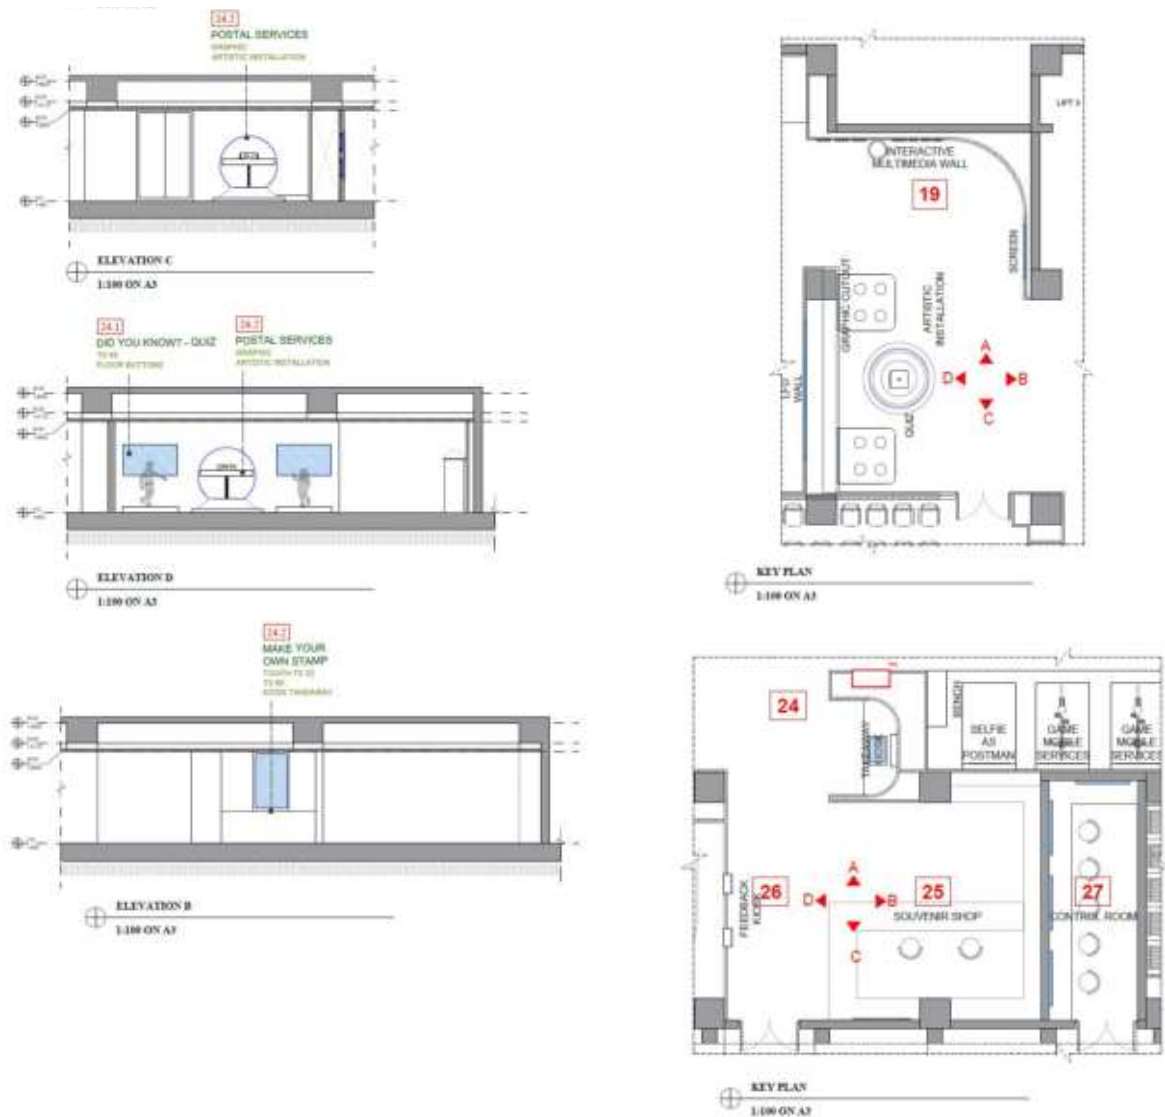 24.2
POSTAL SERVICES
GRAPHIC
ARTISTIC INSTALLATION
ELEVATION C
1:100 ON A3
24.1
DID YOU KNOW? - QUIZ
FLOOR BUTTONS
24.2
POSTAL SERVICES
GRAPHIC
ARTISTIC INSTALLATION
ELEVATION D
1:100 ON A3
24.2
MAKE YOUR
OWN STAMP
ELEVATION B
1:100 ON A3
LIFT 3
INTERACTIVE
MULTIMEDIA WALL
19
SCREEN
GRAPHIC CUTOUT
ARTISTIC
INSTALLATION
WALL
QUIZ
A
B
C
D
KEY PLAN
1:100 ON A3
24
TAKEAWAY
KIOSK
BENCH
SELFIE
AS
POSTMAN
GAME
MOBILE
SERVICES
GAME
MOBILE
SERVICES
26
FEEDBACK
KIOSK
A
B
C
D
25
SOUVENIR SHOP
27
CONTROL ROOM
KEY PLAN
1:100 ON A3